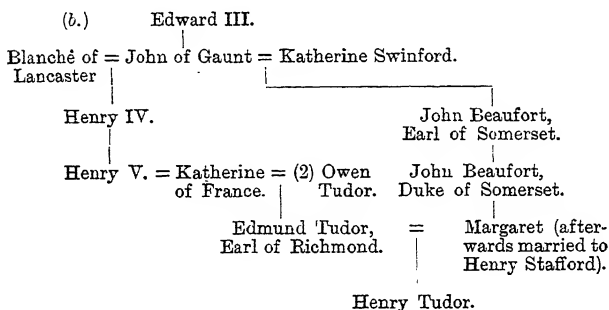 (b.) Edward III.
Blanché of = John of Gaunt = Katherine Swinford.
Lancaster
Henry IV. John Beaufort,
Earl of Somerset.
Henry V. = Katherine = (2) Owen John Beaufort,
of France. Tudor. Duke of Somerset.
Edmund Tudor, = Margaret (after-
Earl of Richmond. wards married to
Henry Stafford).
Henry Tudor.